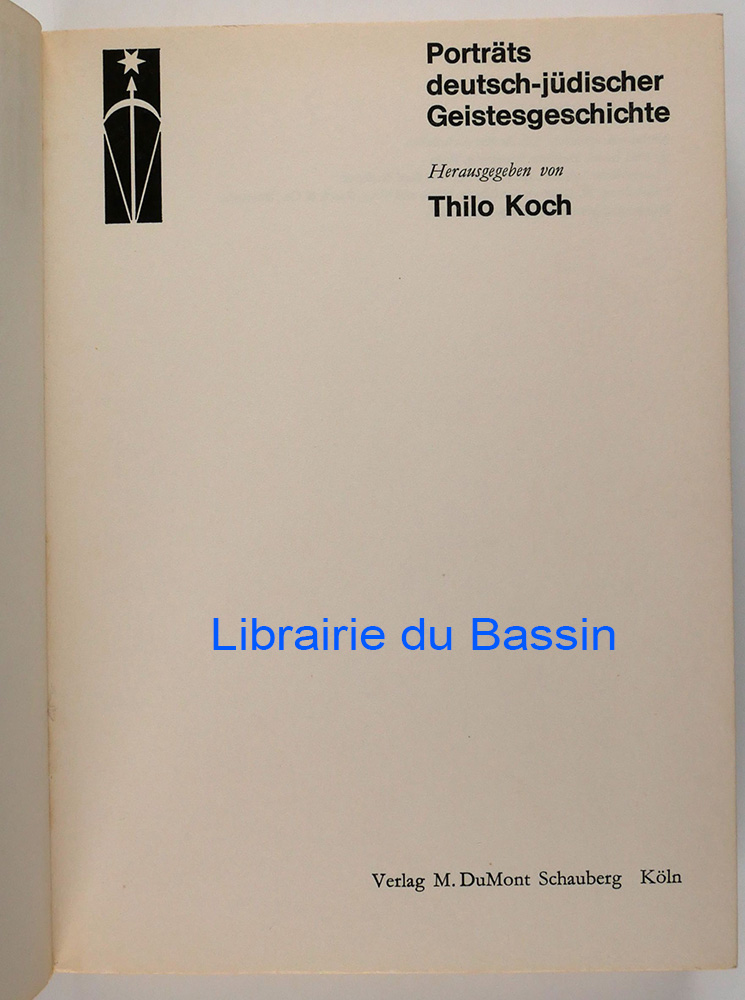 Porträts
deutsch-jüdischer
Geistesgeschichte
Herausgegeben von
Thilo Koch
Librairie du Bassin
Verlag M. DuMont Schauberg Köln